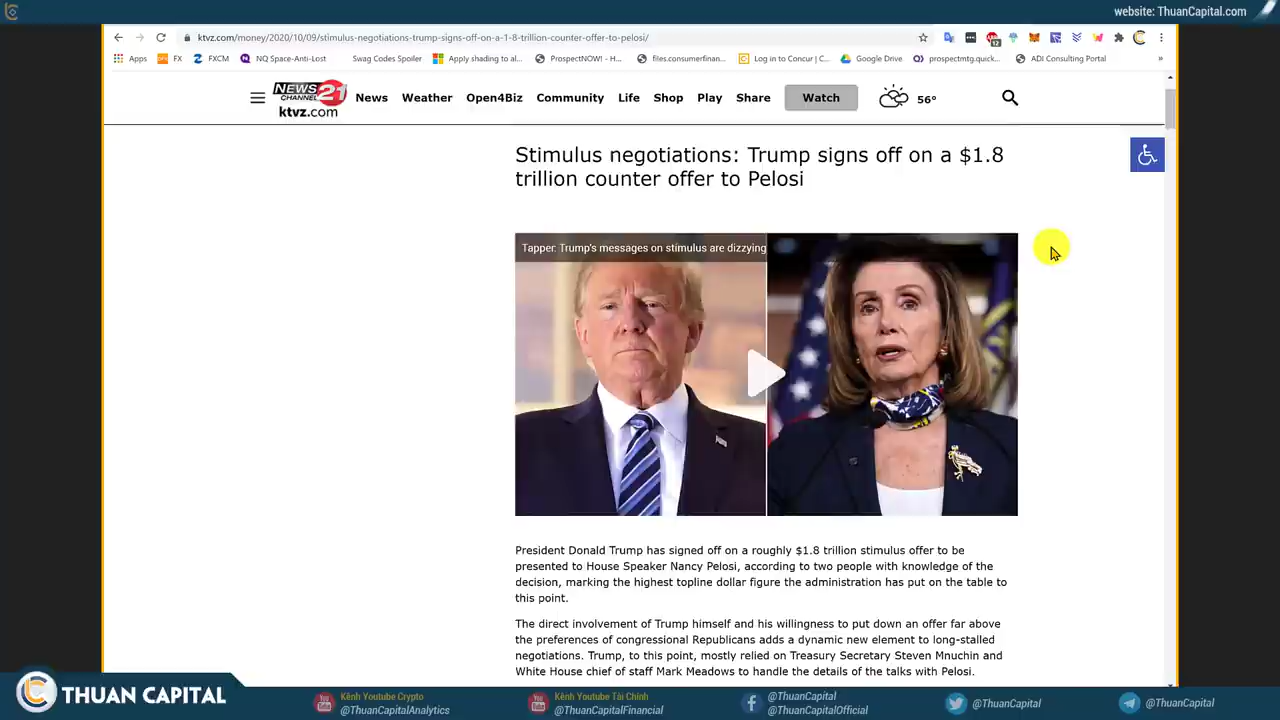 website: ThuanCapital.com
ktvz.com/money/2020/10/09/stimulus-negotiations-trump-signs-off-on-a-1-8-trillion-counter-offer-to-pelosi/
12
Apps FX FXCM NQ Space-Anti-Lost Swag Codes Spoiler Apply shading to al... ProspectNOW! - H... files.consumerfinan... Log in to Concur | C... Google Drive prospectmtg.quick... ADI Consulting Portal »
NEWS CHANNEL 21
ktvz.com
News Weather Open4Biz Community Life Shop Play Share Watch 56°
Stimulus negotiations: Trump signs off on a $1.8
trillion counter offer to Pelosi
Tapper: Trump's messages on stimulus are dizzying
President Donald Trump has signed off on a roughly $1.8 trillion stimulus offer to be
presented to House Speaker Nancy Pelosi, according to two people with knowledge of the
decision, marking the highest topline dollar figure the administration has put on the table to
this point.
The direct involvement of Trump himself and his willingness to put down an offer far above
the preferences of congressional Republicans adds a dynamic new element to long-stalled
negotiations. Trump, to this point, mostly relied on Treasury Secretary Steven Mnuchin and
White House chief of staff Mark Meadows to handle the details of the talks with Pelosi.
THUAN CAPITAL
Kênh Youtube Crypto
@ThuanCapitalAnalytics
Kênh Youtube Tài Chính
@ThuanCapitalFinancial
@ThuanCapital
@ThuanCapitalOfficial
@ThuanCapital
@ThuanCapital